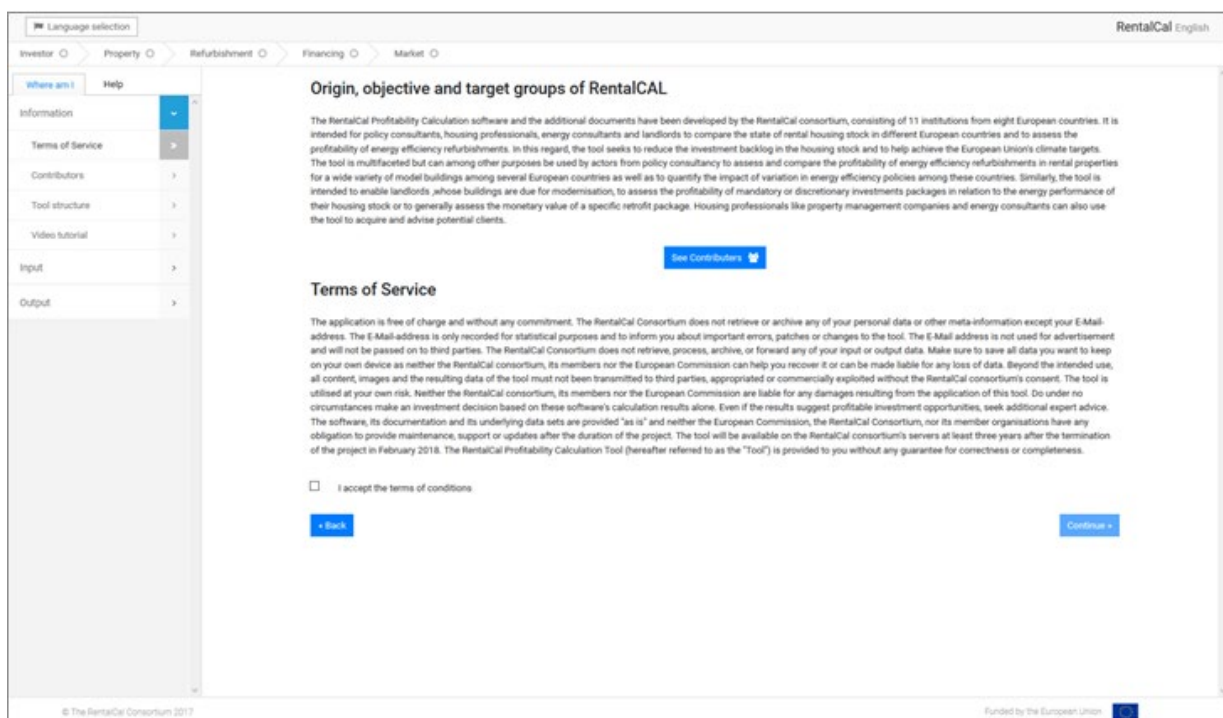 Language selection
RentalCal English
Investor Property Refurbishment Financing Market
Where am I Help
Information
Terms of Service
Contributors
Tool structure
Video tutorial
Input
Output
Origin, objective and target groups of RentalCAL
The RentalCal Profitability Calculation software and the additional documents have been developed by the RentalCal consortium, consisting of 11 institutions from eight European countries. It is
intended for policy consultants, housing professionals, energy consultants and landlords to compare the state of rental housing stock in different European countries and to assess the
profitability of energy efficiency refurbishments. In this regard, the tool seeks to reduce the investment backlog in the housing stock and to help achieve the European Union's climate targets.
The tool is multifaceted but can among other purposes be used by actors from policy consultancy to assess and compare the profitability of energy efficiency refurbishments in rental properties
for a wide variety of model buildings among several European countries as well as to quantify the impact of variation in energy efficiency policies among these countries. Similarly, the tool is
intended to enable landlords ,whose buildings are due for modernisation, to assess the profitability of mandatory or discretionary investments packages in relation to the energy performance of
their housing stock or to generally assess the monetary value of a specific retrofit package. Housing professionals like property management companies and energy consultants can also use
the tool to acquire and advise potential clients.
See Contributers
Terms of Service
The application is free of charge and without any commitment. The RentalCal Consortium does not retrieve or archive any of your personal data or other meta-information except your E-Mail-
address. The E-Mail-address is only recorded for statistical purposes and to inform you about important errors, patches or changes to the tool. The E-Mail address is not used for advertisement
and will not be passed on to third parties. The RentalCal Consortium does not retrieve, process, archive, or forward any of your input or output data. Make sure to save all data you want to keep
on your own device as neither the RentalCal consortium, its members nor the European Commission can help you recover it or can be made liable for any loss of data. Beyond the intended use,
all content, images and the resulting data of the tool must not been transmitted to third parties, appropriated or commercially exploited without the RentalCal consortium's consent. The tool is
utilised at your own risk. Neither the RentalCal consortium, its members nor the European Commission are liable for any damages resulting from the application of this tool. Do under no
circumstances make an investment decision based on these software's calculation results alone. Even if the results suggest profitable investment opportunities, seek additional expert advice.
The software, its documentation and its underlying data sets are provided "as is" and neither the European Commission, the RentalCal Consortium, nor its member organisations have any
obligation to provide maintenance, support or updates after the duration of the project. The tool will be available on the RentalCal consortium's servers at least three years after the termination
of the project in February 2018. The RentalCal Profitability Calculation Tool (hereafter referred to as the "Tool") is provided to you without any guarantee for correctness or completeness.
I accept the terms of conditions
« Back
Continue »
© The RentalCal Consortium 2017
Funded by the European Union